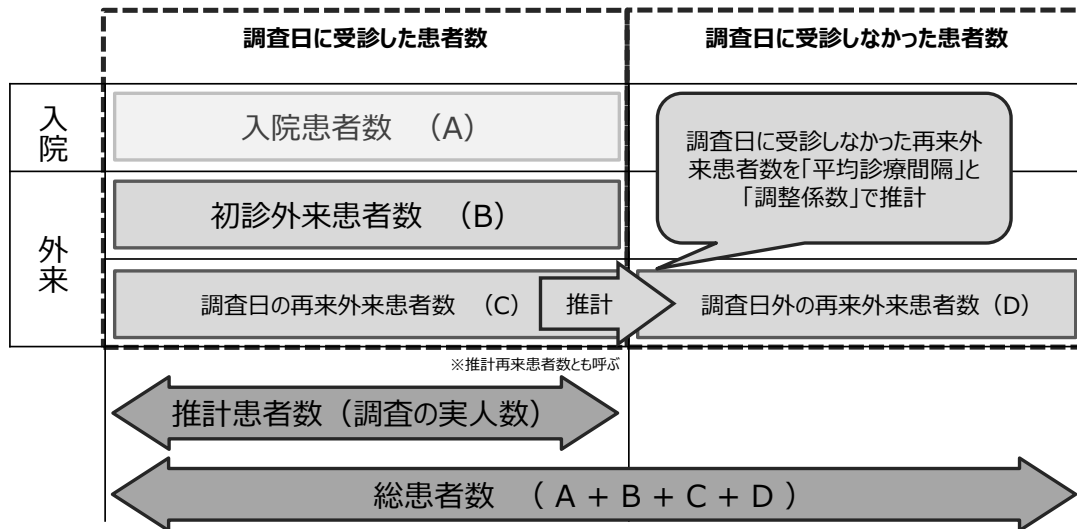 調査日に受診した患者数
調査日に受診しなかった患者数
入院
入院患者数 （A）
調査日に受診しなかった再来外
来患者数を「平均診療間隔」と
「調整係数」で推計
外来
初診外来患者数 （B）
調査日の再来外来患者数 （C）
推計
調査日外の再来外来患者数（D）
※推計再来患者数とも呼ぶ
推計患者数（調査の実人数）
総患者数 （ A + B + C + D ）